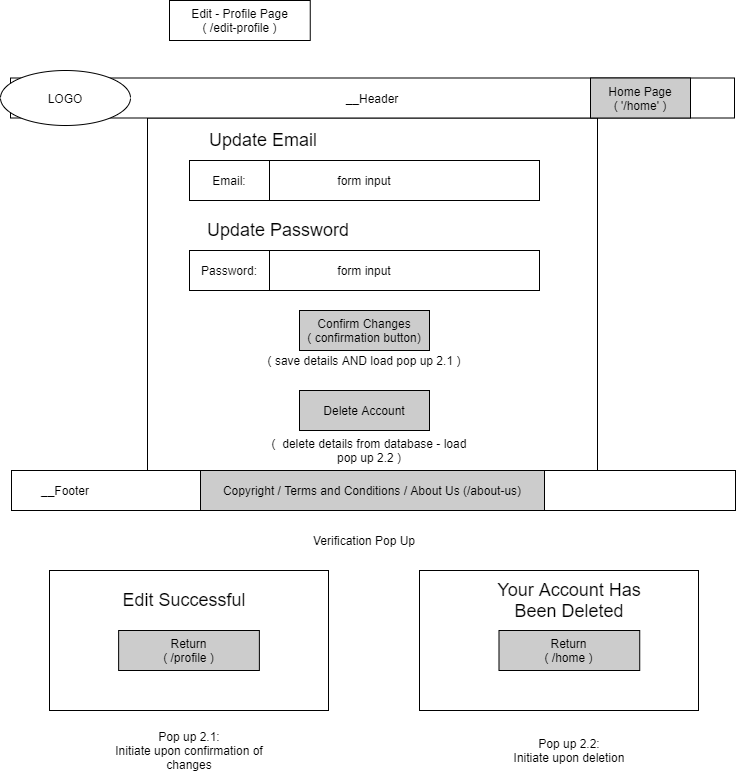 Edit - Profile Page
( /edit-profile )
LOGO
__Header
Home Page
( '/home' )
Update Email
Email:
form input
Update Password
Password:
form input
Confirm Changes
( confirmation button)
( save details AND load pop up 2.1 )
Delete Account
( delete details from database - load
pop up 2.2 )
__Footer
Copyright / Terms and Conditions / About Us (/about-us)
Verification Pop Up
Edit Successful
Return
( /profile )
Pop up 2.1:
Initiate upon confirmation of
changes
Your Account Has
Been Deleted
Return
( /home )
Pop up 2.2:
Initiate upon deletion